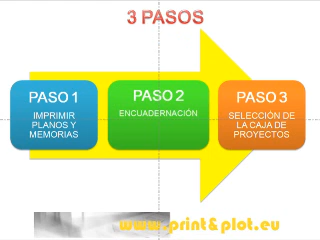 3 PASOS
PASO 1
IMPRIMIR
PLANOS Y
MEMORIAS
PASO 2
ENCUADERNACIÓN
PASO 3
SELECCIÓN DE
LA CAJA DE
PROYECTOS
www.print&plot.eu